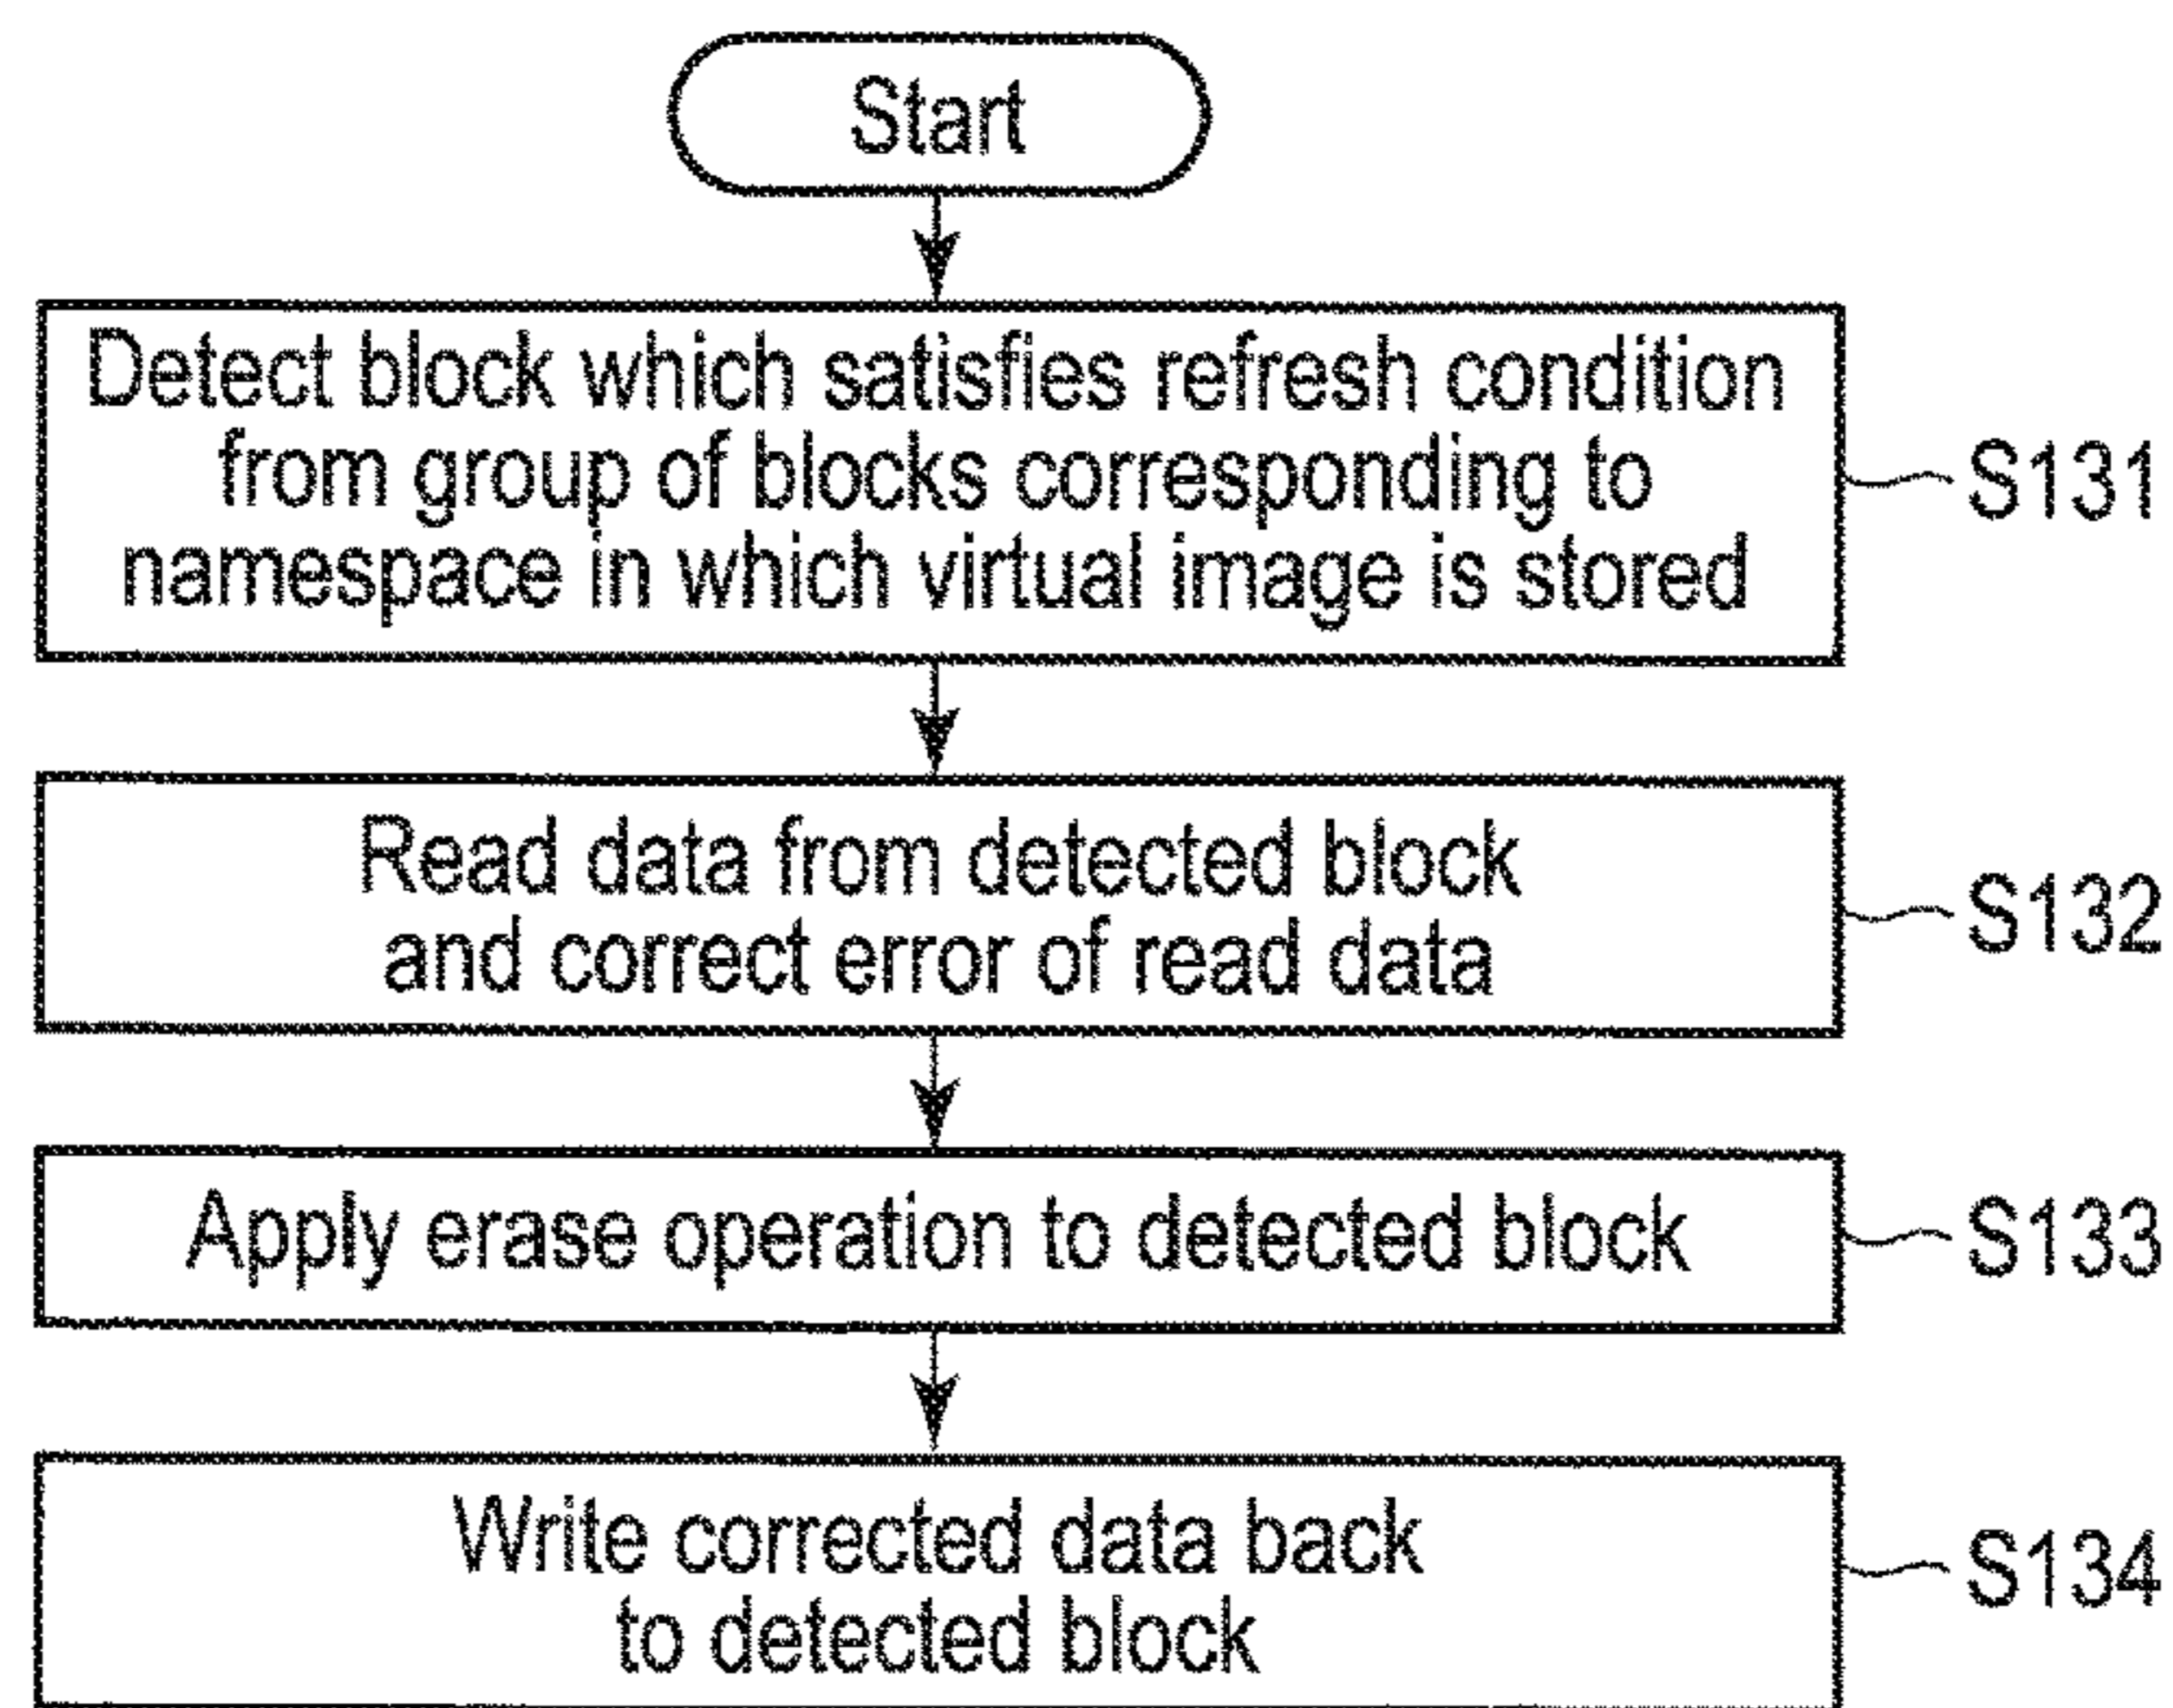 Start
Detect block which satisfies refresh condition
from group of blocks corresponding to
namespace in which virtual image is stored
S131
Read data from detected block
and correct error of read data
S132
Apply erase operation to detected block
S133
Write corrected data back
to detected block
S134